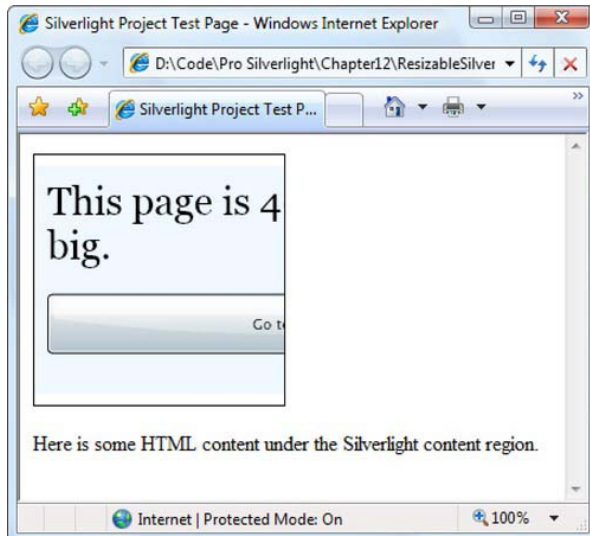 Silverlight Project Test Page - Windows Internet Explorer
D:\Code\Pro Silverlight\Chapter12\ResizableSilver
Silverlight Project Test P...
This page is 4
big.
Go t
Here is some HTML content under the Silverlight content region.
Internet | Protected Mode: On
100%